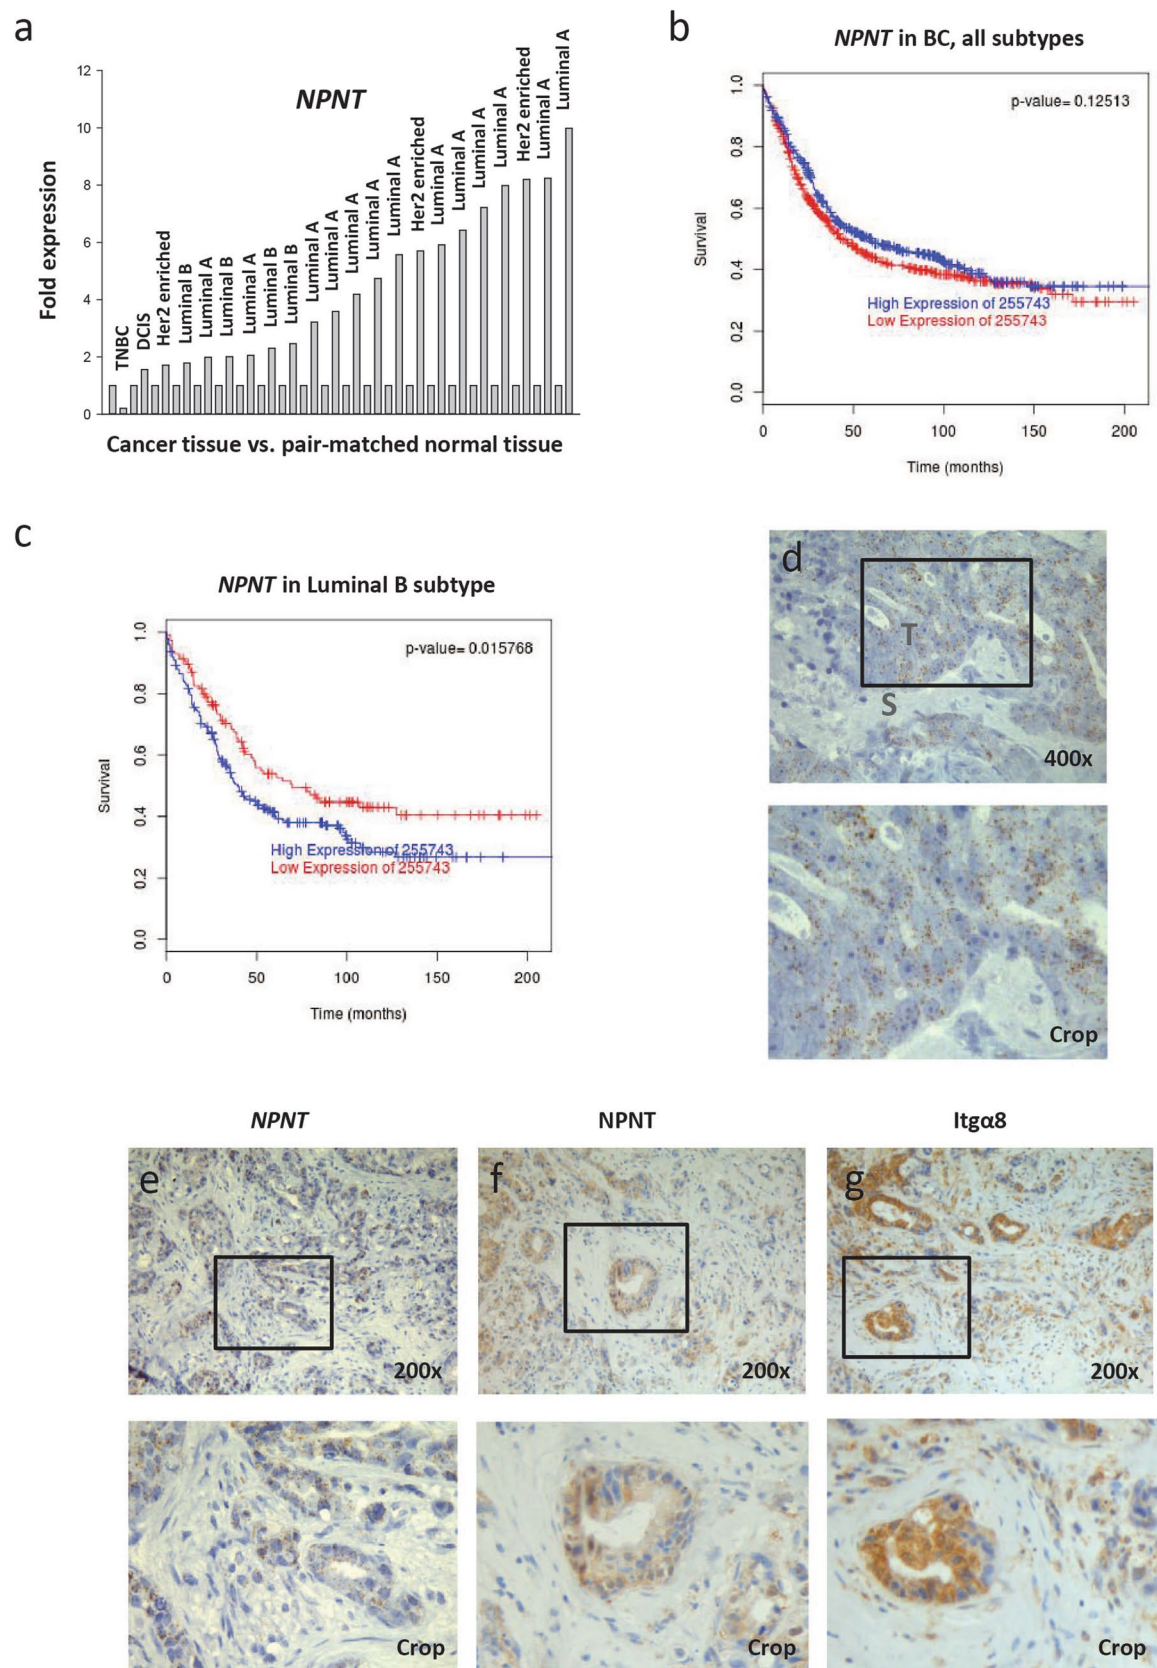 a
NPNT
Fold expression
12
10
8
6
4
2
0
TNBC
DCIS
Her2 enriched
Luminal B
Luminal A
Luminal B
Luminal A
Luminal B
Luminal B
Luminal A
Luminal A
Luminal A
Luminal A
Luminal A
Her2 enriched
Luminal A
Luminal A
Luminal A
Luminal A
Her2 enriched
Luminal A
Luminal A
Cancer tissue vs. pair-matched normal tissue
b
NPNT in BC, all subtypes
p-value= 0.12513
Survival
1.0
0.8
0.6
0.4
0.2
0.0
High Expression of 255743
Low Expression of 255743
0 50 100 150 200
Time (months)
c
NPNT in Luminal B subtype
p-value= 0.015768
Survival
1.0
0.8
0.6
0.4
0.2
0.0
High Expression of 255743
Low Expression of 255743
0 50 100 150 200
Time (months)
d
T
S
400x
Crop
NPNT NPNT Itgα8
e f g
200x 200x 200x
Crop Crop Crop